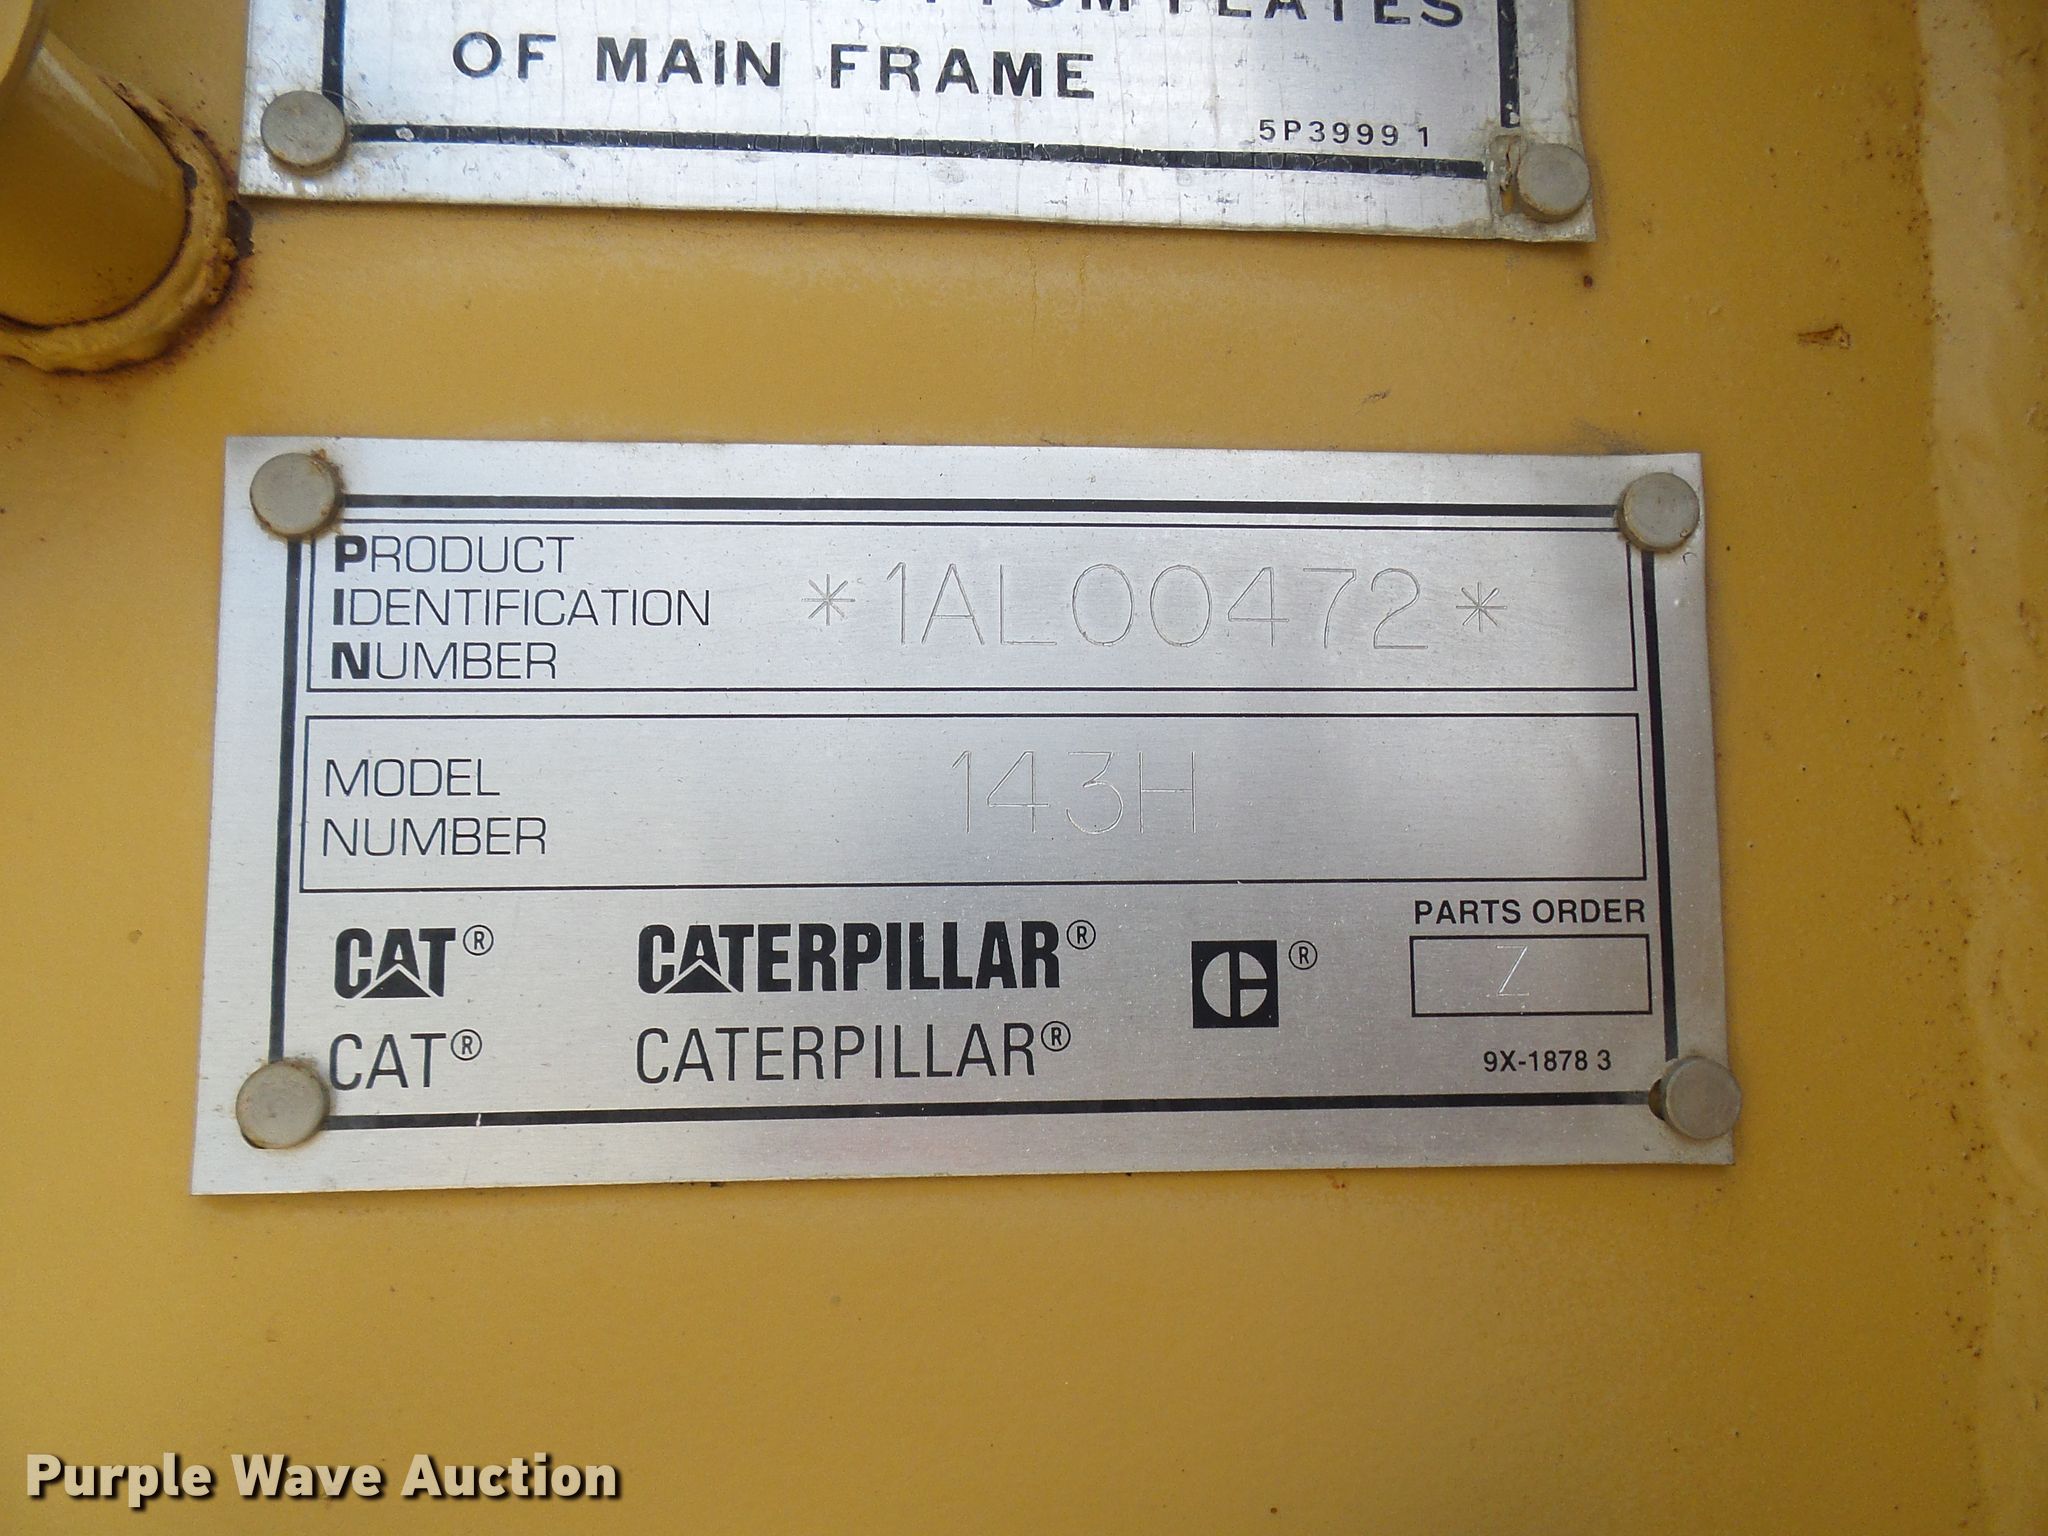 PLATES
OF MAIN FRAME
5P3999 1
PRODUCT
IDENTIFICATION
NUMBER
*1AL00472*
MODEL
NUMBER
143H
CAT®
CATERPILLAR®
®
CAT®
CATERPILLAR®
PARTS ORDER
Z
9X-1878 3
Purple Wave Auction